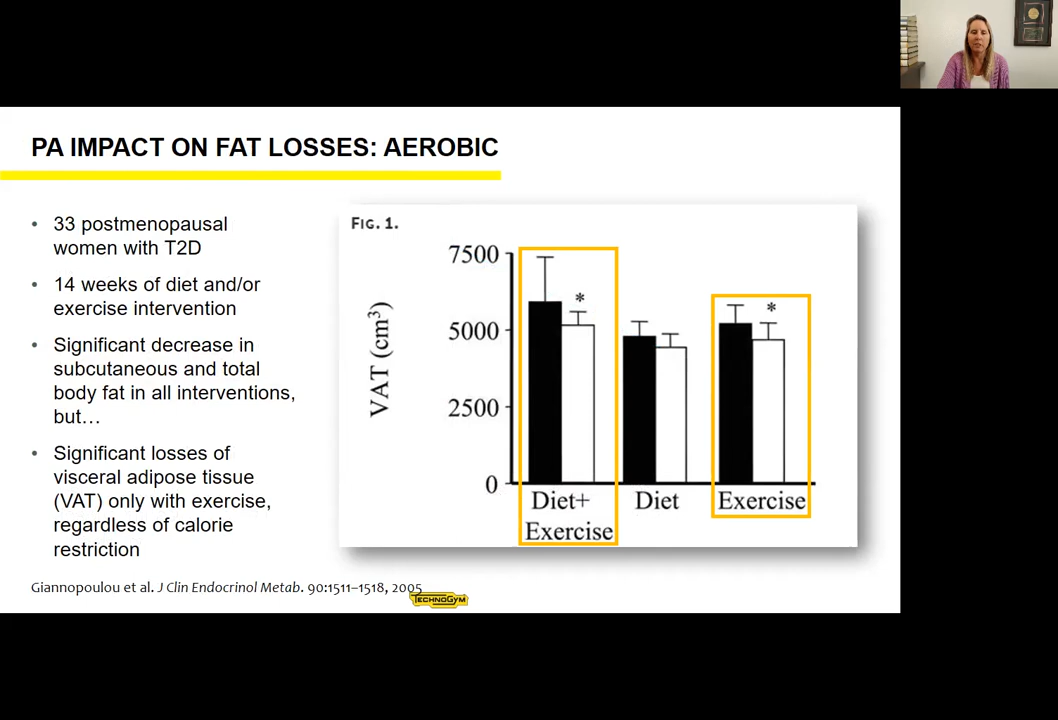 PA IMPACT ON FAT LOSSES: AEROBIC
• 33 postmenopausal
women with T2D
• 14 weeks of diet and/or
exercise intervention
• Significant decrease in
subcutaneous and total
body fat in all interventions,
but…
• Significant losses of
visceral adipose tissue
(VAT) only with exercise,
regardless of calorie
restriction
FIG. 1.
VAT (cm³)
7500
5000
2500
0
*
*
Diet+
Exercise
Diet
Exercise
Giannopoulou et al. J Clin Endocrinol Metab. 90:1511–1518, 2005
TECHNOGYM